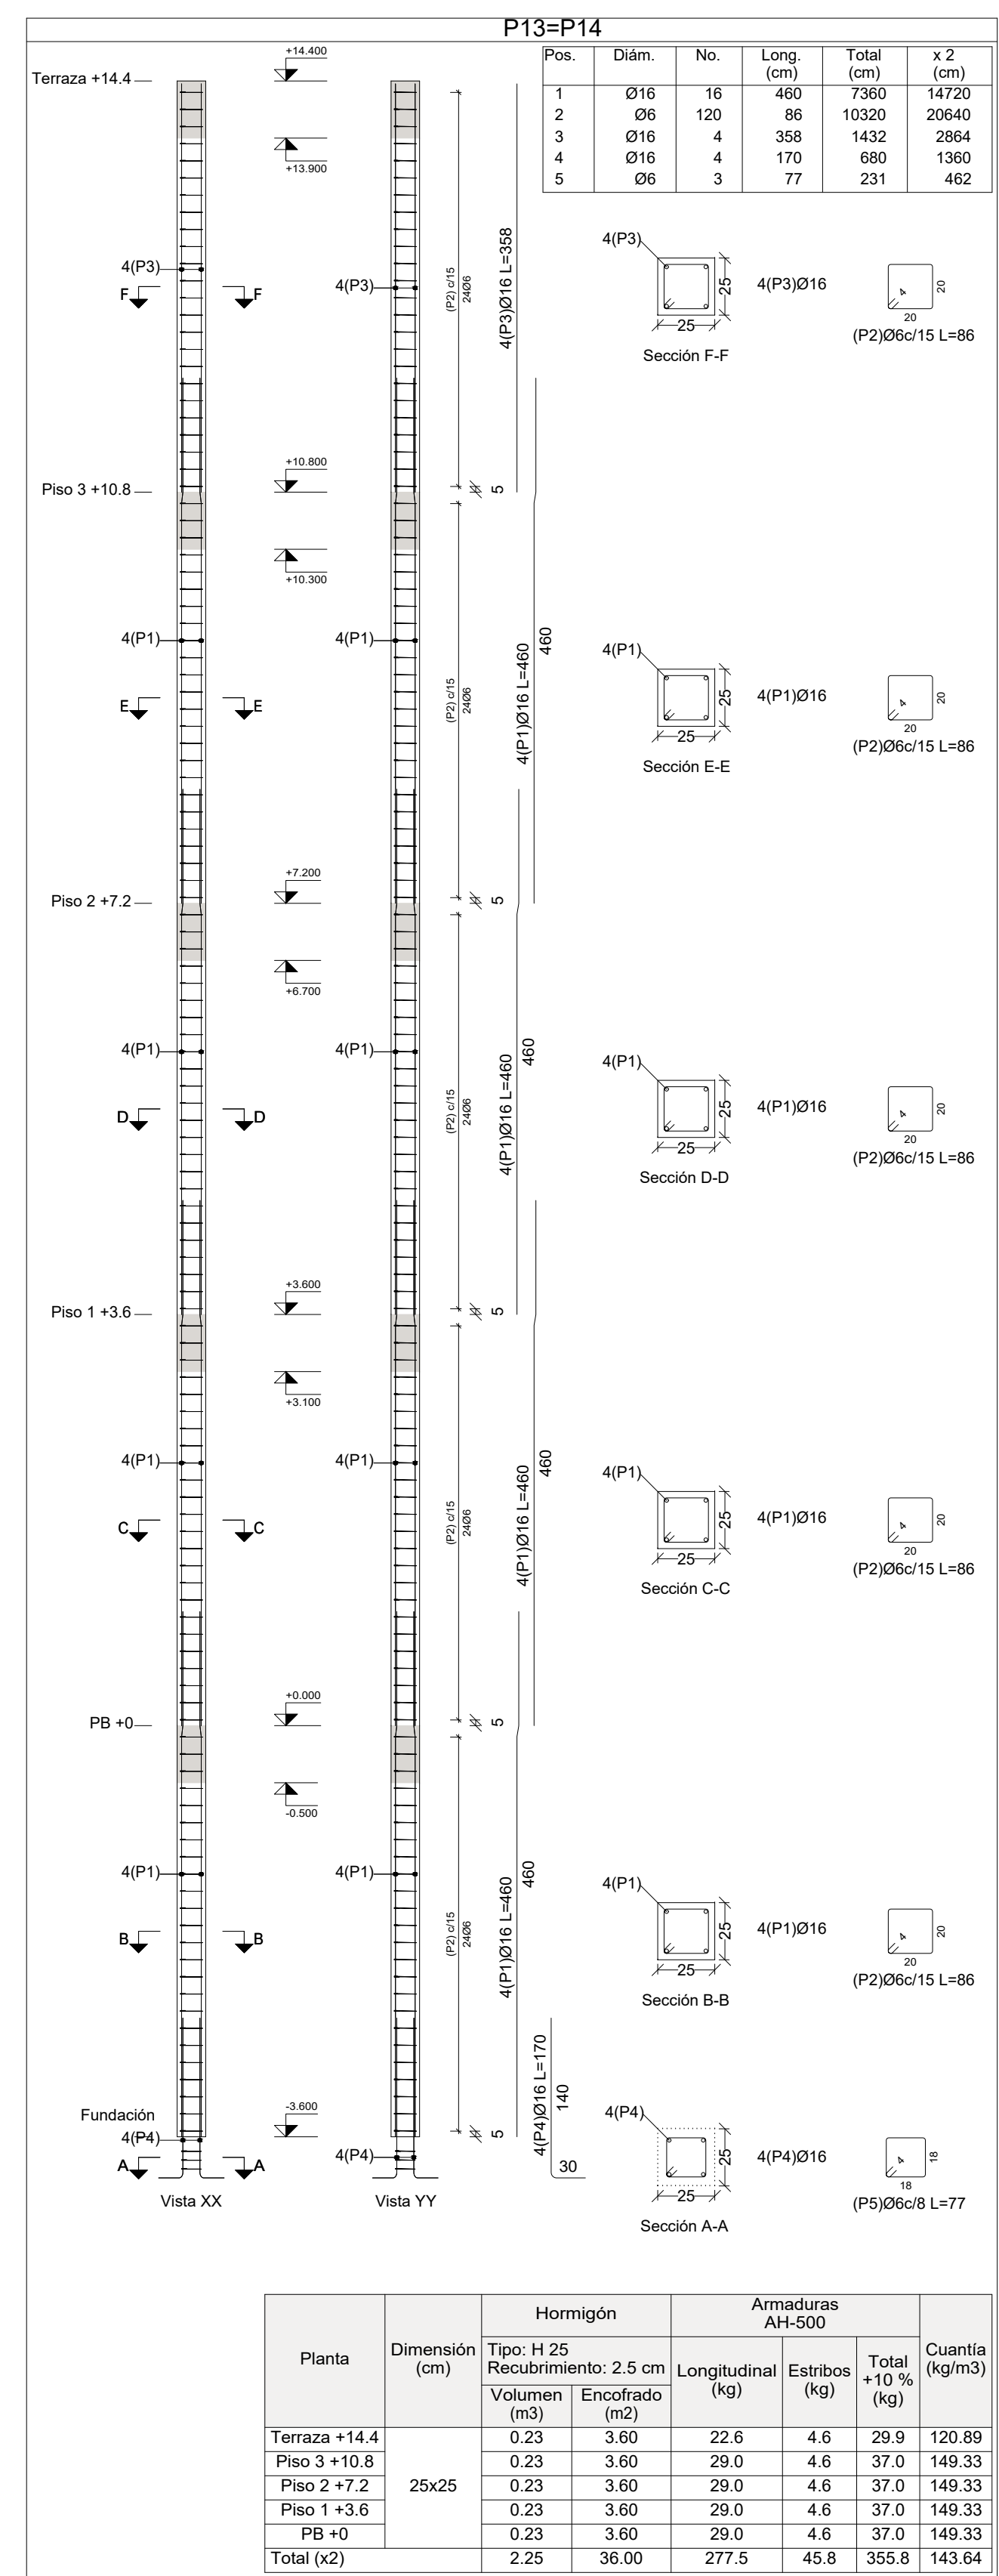 P13=P14
Pos. Diám. No. Long. (cm) Total (cm) x 2 (cm)
1 Ø16 16 460 7360 14720
2 Ø6 120 86 10320 20640
3 Ø16 4 358 1432 2864
4 Ø16 4 170 680 1360
5 Ø6 3 77 231 462
Terraza +14.4
+14.400
+13.900
4(P3)
F F
4(P3)
(P2) c/15
24Ø6
4(P3)Ø16 L=358
4(P3)
25
25
Sección F-F
4(P3)Ø16
4
20
20
(P2)Ø6c/15 L=86
Piso 3 +10.8
+10.800
5
+10.300
4(P1)
4(P1)
E E
(P2) c/15
24Ø6
4(P1)Ø16 L=460
460
4(P1)
25
25
Sección E-E
4(P1)Ø16
4
20
20
(P2)Ø6c/15 L=86
Piso 2 +7.2
+7.200
5
+6.700
4(P1)
4(P1)
D D
(P2) c/15
24Ø6
4(P1)Ø16 L=460
460
4(P1)
25
25
Sección D-D
4(P1)Ø16
4
20
20
(P2)Ø6c/15 L=86
Piso 1 +3.6
+3.600
5
+3.100
4(P1)
4(P1)
C C
(P2) c/15
24Ø6
4(P1)Ø16 L=460
460
4(P1)
25
25
Sección C-C
4(P1)Ø16
4
20
20
(P2)Ø6c/15 L=86
PB +0
+0.000
5
-0.500
4(P1)
4(P1)
B B
(P2) c/15
24Ø6
4(P1)Ø16 L=460
460
4(P1)
25
25
Sección B-B
4(P1)Ø16
4
20
20
(P2)Ø6c/15 L=86
Fundación
-3.600
5
4(P4)
4(P4)
A A
4(P4)Ø16 L=170
140
30
Vista XX
Vista YY
4(P4)
25
25
Sección A-A
4(P4)Ø16
4
18
18
(P5)Ø6c/8 L=77
Planta
Dimensión
(cm)
Hormigón
Tipo: H 25
Recubrimiento: 2.5 cm
Volumen
(m3)
Encofrado
(m2)
Armaduras
AH-500
Longitudinal
(kg)
Estribos
(kg)
Total
+10 %
(kg)
Cuantía
(kg/m3)
Terraza +14.4 0.23 3.60 22.6 4.6 29.9 120.89
Piso 3 +10.8 0.23 3.60 29.0 4.6 37.0 149.33
Piso 2 +7.2 25x25 0.23 3.60 29.0 4.6 37.0 149.33
Piso 1 +3.6 0.23 3.60 29.0 4.6 37.0 149.33
PB +0 0.23 3.60 29.0 4.6 37.0 149.33
Total (x2) 2.25 36.00 277.5 45.8 355.8 143.64